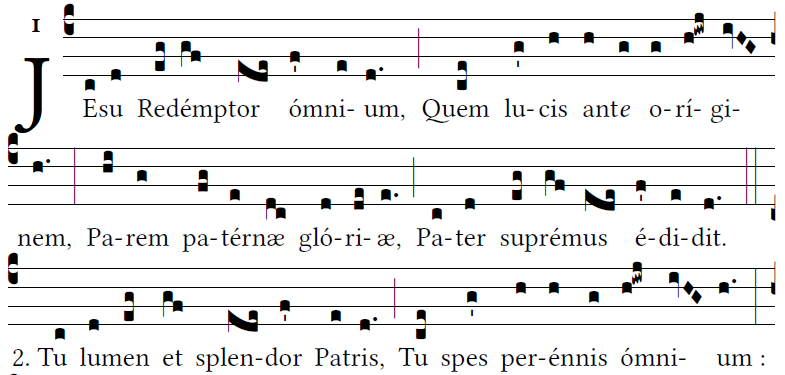 1
JEsu Redémptor ómni-um, Quem lu-cis ante o-rí-gi-
nem, Pa-rem pa-térnæ gló-ri-æ, Pa-ter suprémus é-di-dit.
2. Tu lumen et splen-dor Patris, Tu spes per-énnis ómni- um :